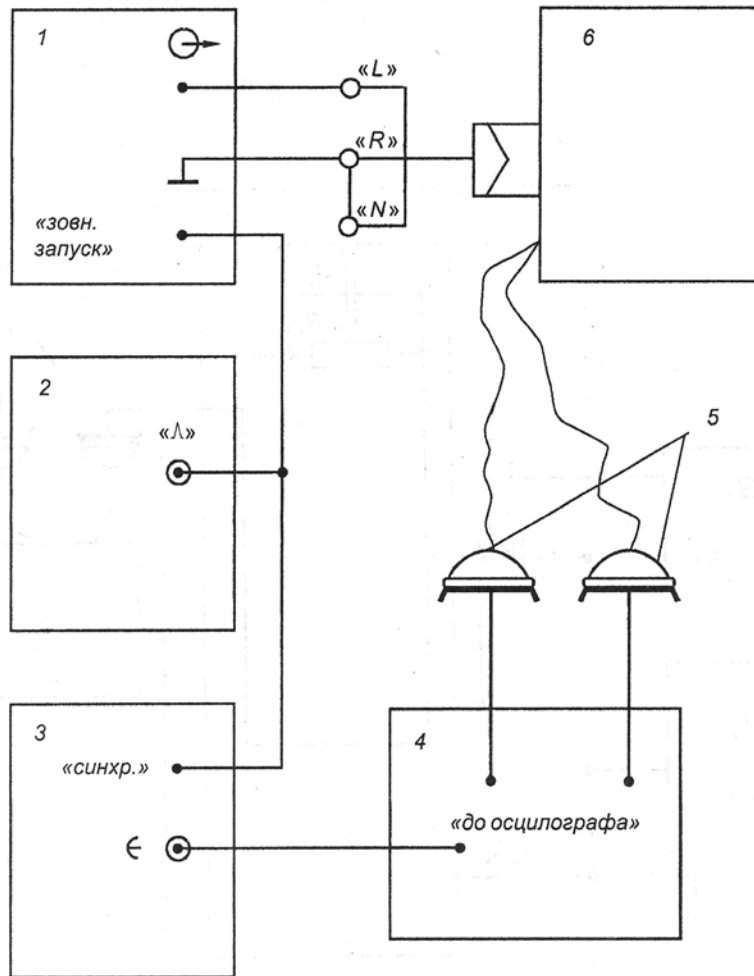 1
6
«L»
«R»
«N»
«зовн.
запуск»
2
«Л»
5
3
«синхр.»
4
«до осцилографа»